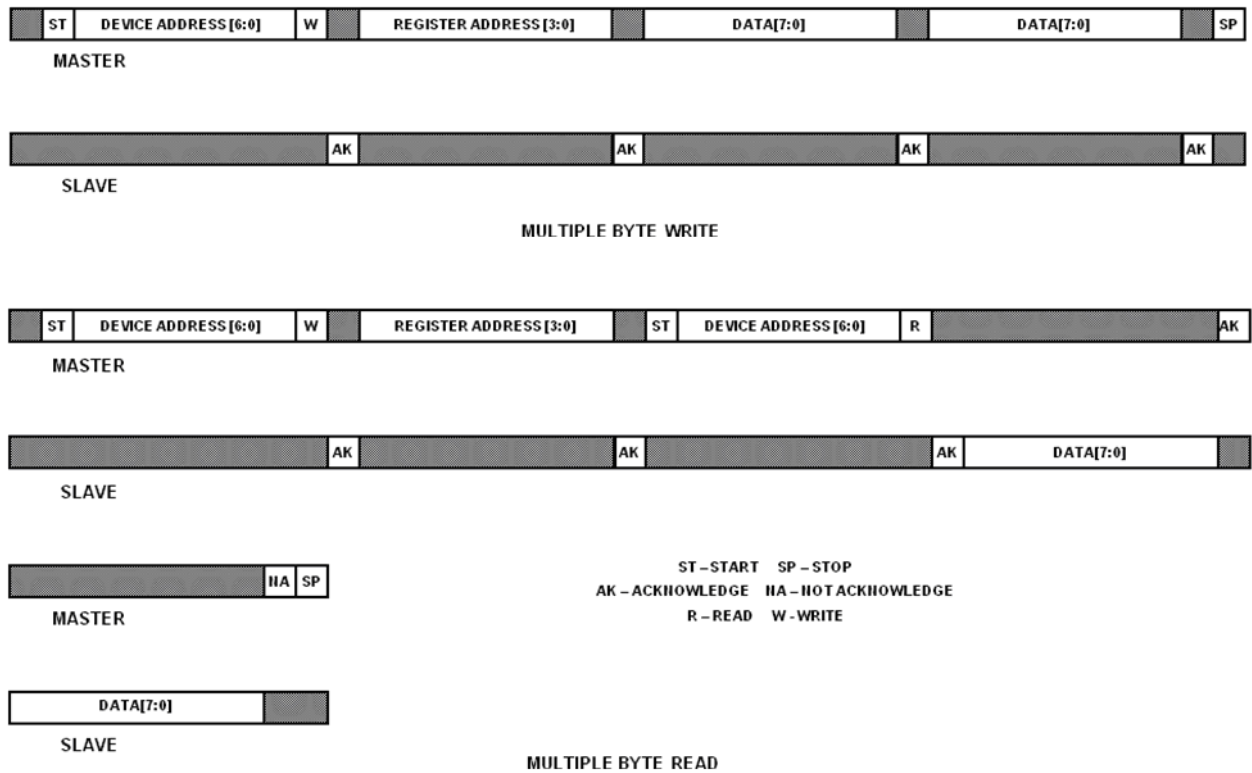 ST DEVICE ADDRESS [6:0] W REGISTER ADDRESS [3:0] DATA[7:0] DATA[7:0] SP
MASTER
AK AK AK AK
SLAVE
MULTIPLE BYTE WRITE
ST DEVICE ADDRESS [6:0] W REGISTER ADDRESS [3:0] ST DEVICE ADDRESS [6:0] R AK
MASTER
AK AK AK DATA[7:0]
SLAVE
NA SP
MASTER
ST – START SP – STOP
AK – ACKNOWLEDGE NA – NOT ACKNOWLEDGE
R – READ W - WRITE
DATA[7:0]
SLAVE
MULTIPLE BYTE READ